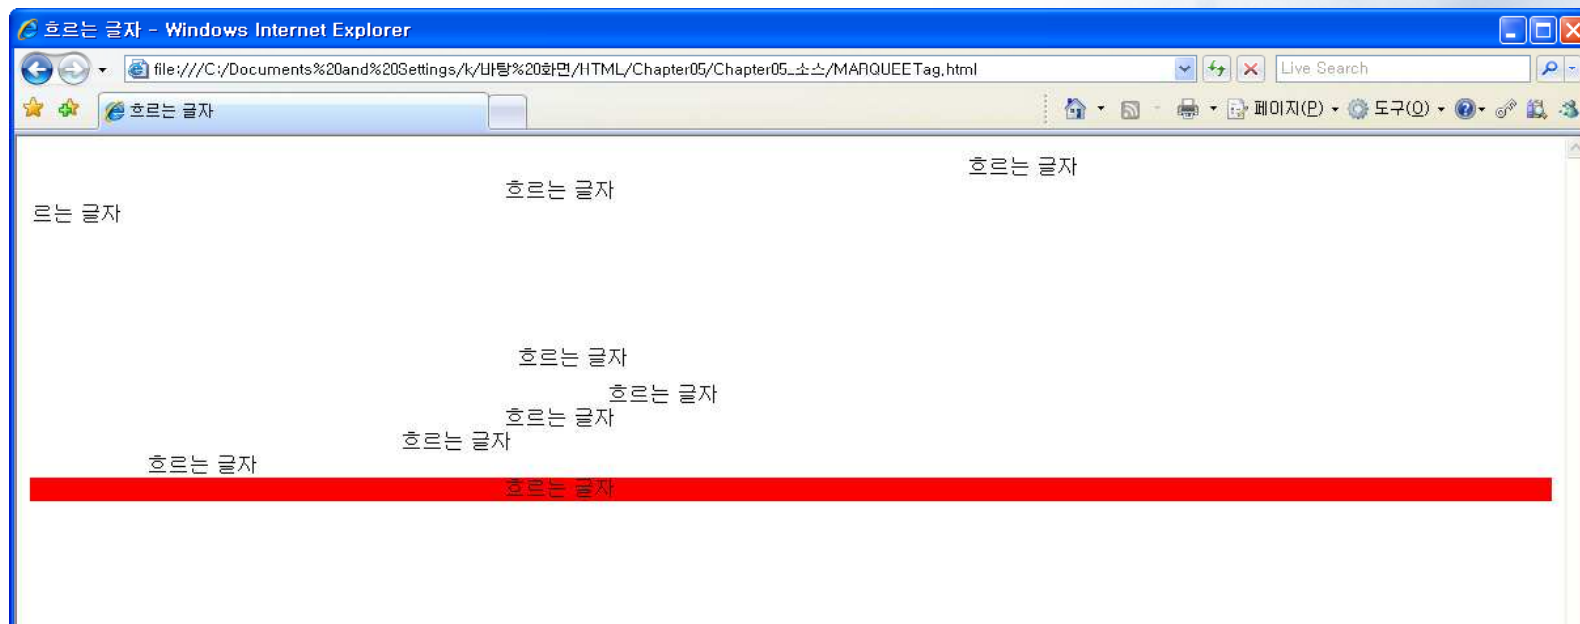 흐르는 글자 - Windows Internet Explorer
file:///C:/Documents%20and%20Settings/k/바탕%20화면/HTML/Chapter05/Chapter05_소스/MARQUEETag.html
Live Search
흐르는 글자
페이지(P)
도구(O)
흐르는 글자
흐르는 글자
르는 글자
흐르는 글자
흐르는 글자
흐르는 글자
흐르는 글자
흐르는 글자
흐르는 글자